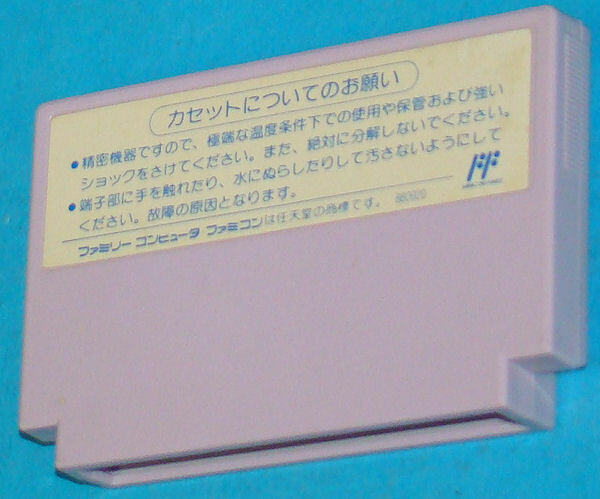 カセットについてのお願い
●精密機器ですので、極端な温度条件下での使用や保管および強い
ショックをさけてください。また、絶対に分解しないでください。
●端子部に手を触れたり、水にぬらしたりして汚さないようにして
ください。故障の原因となります。
ファミリー コンピュータ ファミコンは任天堂の商標です。